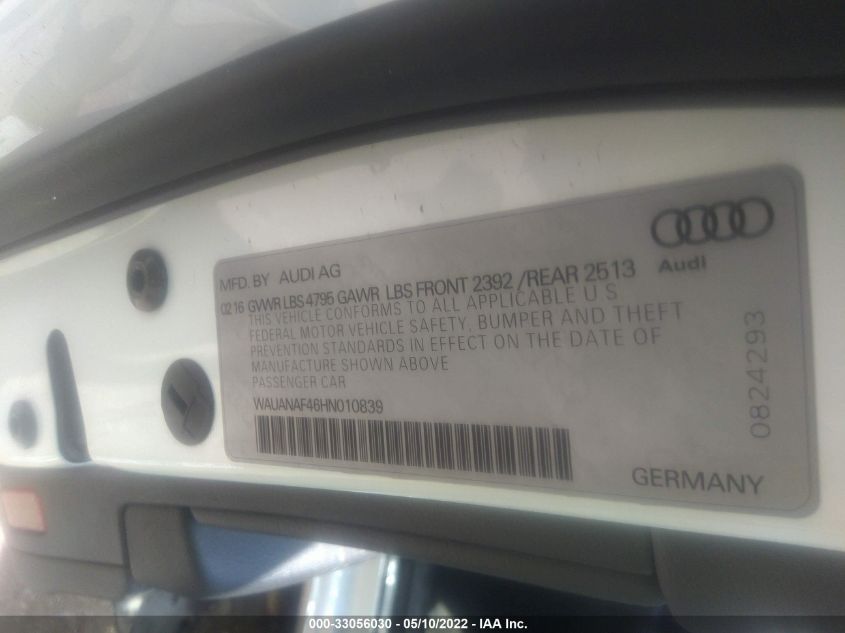 MFD. BY AUDI AG
02 16 GVWR LBS 4795 GAWR LBS FRONT 2392 /REAR 2513
THIS VEHICLE CONFORMS TO ALL APPLICABLE U S
FEDERAL MOTOR VEHICLE SAFETY, BUMPER AND THEFT
PREVENTION STANDARDS IN EFFECT ON THE DATE OF
MANUFACTURE SHOWN ABOVE
PASSENGER CAR
WAUANAF46HN010839
Audi
0824293
GERMANY
000-33056030 - 05/10/2022 - IAA Inc.